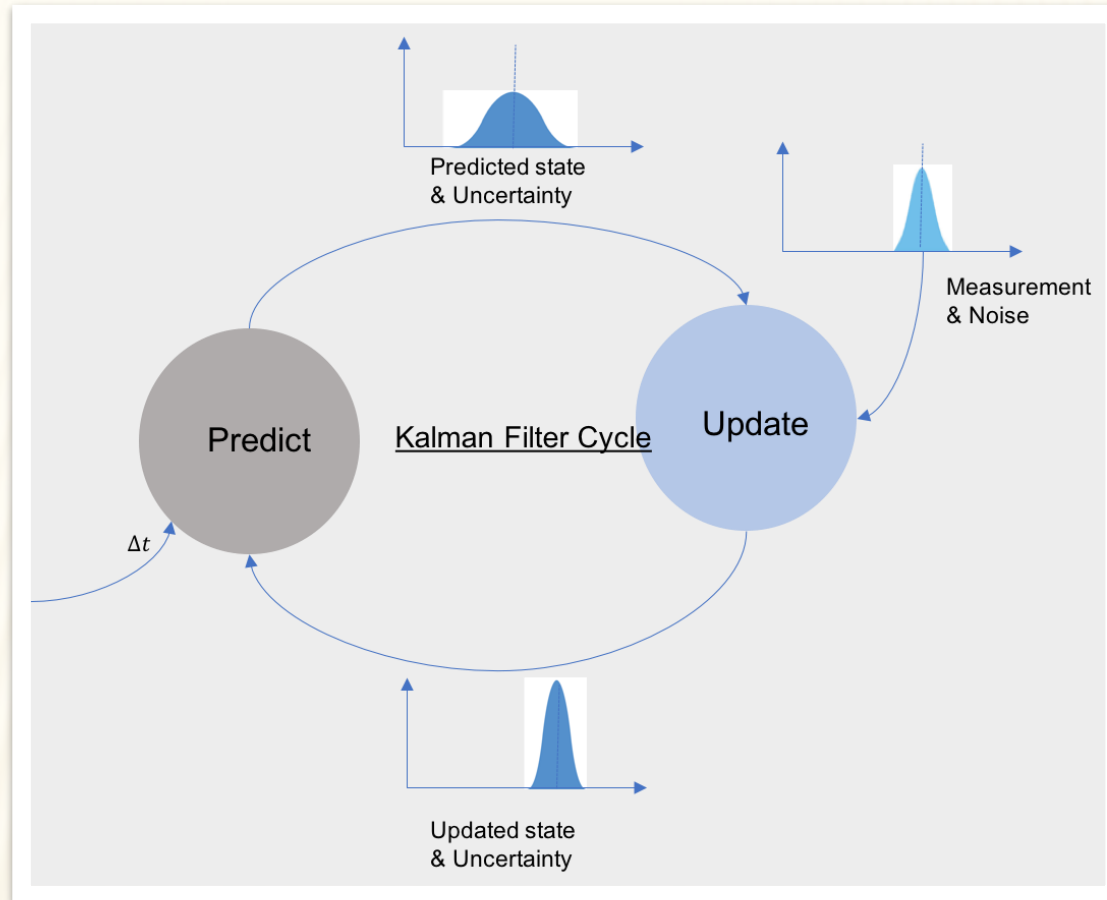 Predicted state
& Uncertainty
Measurement
& Noise
Predict
Kalman Filter Cycle
Update
Δt
Updated state
& Uncertainty